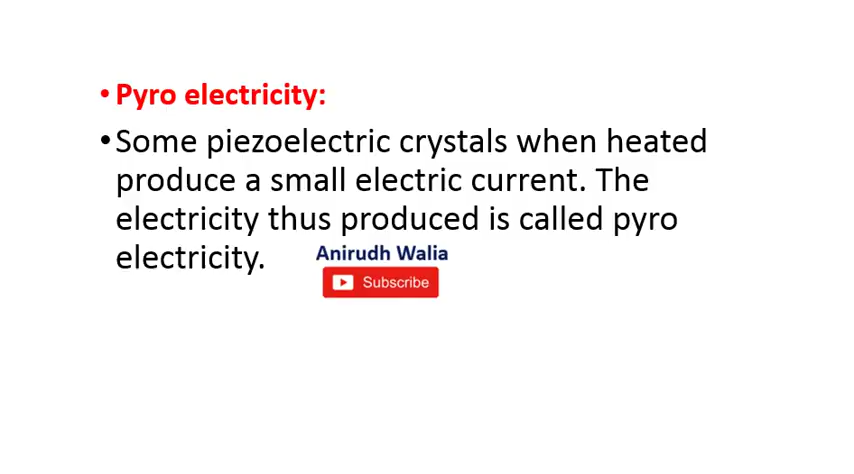 • Pyro electricity:
• Some piezoelectric crystals when heated
produce a small electric current. The
electricity thus produced is called pyro
electricity.
Anirudh Walia
Subscribe